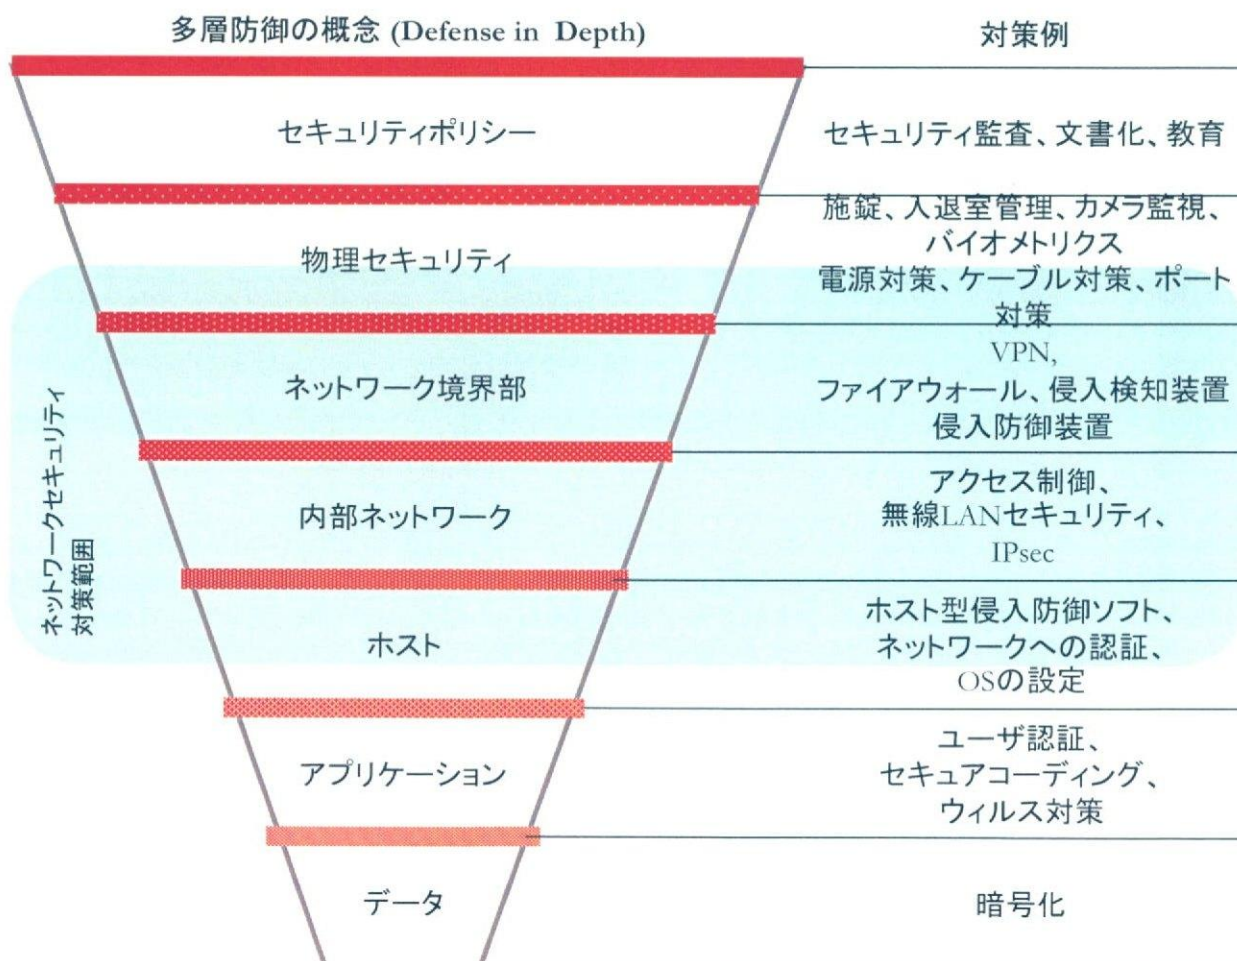 多層防御の概念 (Defense in Depth)
対策例
セキュリティポリシー
セキュリティ監査、文書化、教育
物理セキュリティ
施錠、入退室管理、カメラ監視、
バイオメトリクス
電源対策、ケーブル対策、ポート
対策
ネットワーク境界部
VPN,
ファイアウォール、侵入検知装置
侵入防御装置
内部ネットワーク
アクセス制御、
無線LANセキュリティ、
IPsec
ホスト
ホスト型侵入防御ソフト、
ネットワークへの認証、
OSの設定
アプリケーション
ユーザ認証、
セキュアコーディング、
ウィルス対策
データ
暗号化
ネットワークセキュリティ
対策範囲